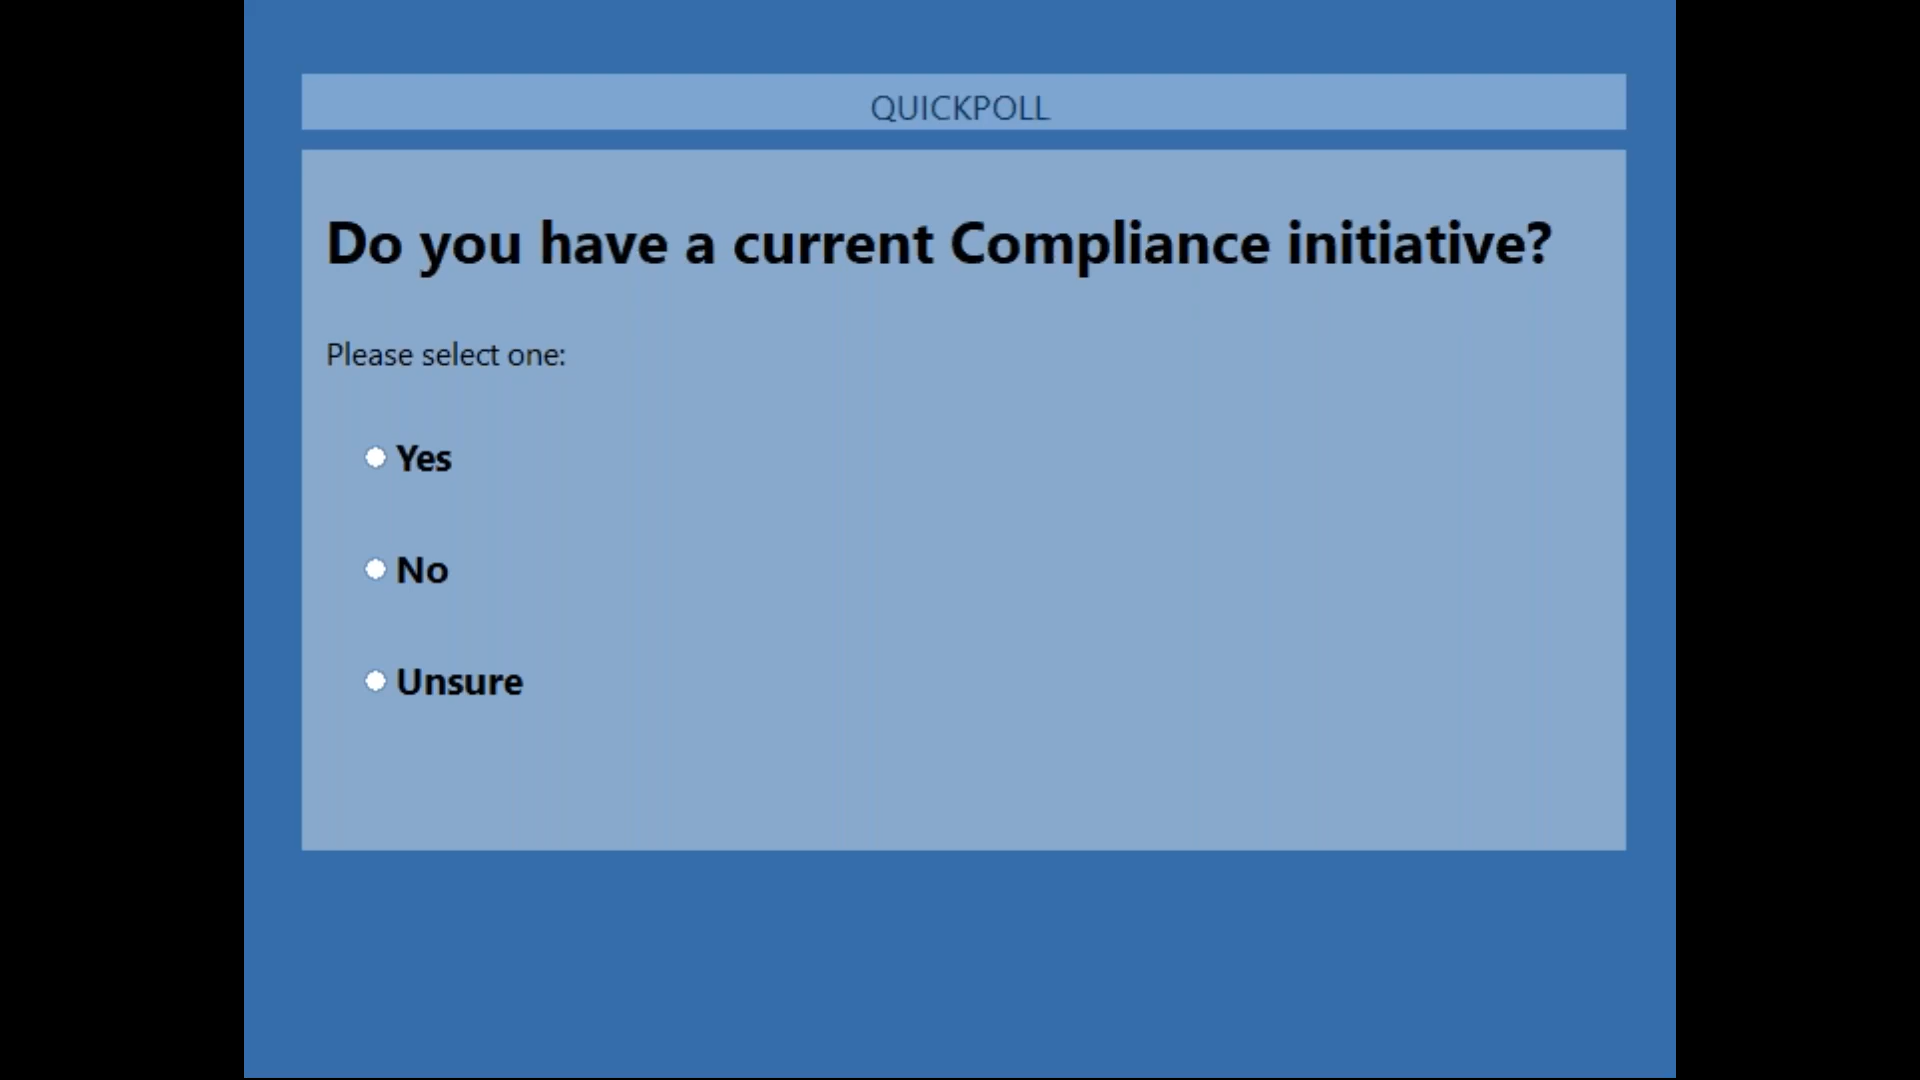 QUICKPOLL
Do you have a current Compliance initiative?
Please select one:
Yes
No
Unsure